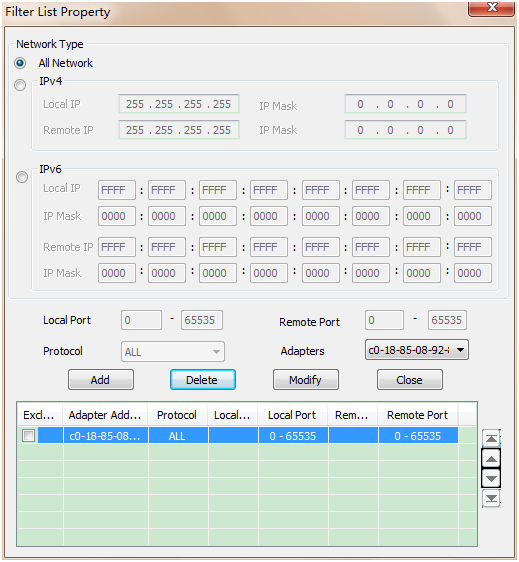 Filter List Property
Network Type
All Network
IPv4
Local IP 255 . 255 . 255 . 255 IP Mask 0 . 0 . 0 . 0
Remote IP 255 . 255 . 255 . 255 IP Mask 0 . 0 . 0 . 0
IPv6
Local IP FFFF : FFFF : FFFF : FFFF : FFFF : FFFF : FFFF : FFFF
IP Mask 0000 : 0000 : 0000 : 0000 : 0000 : 0000 : 0000 : 0000
Remote IP FFFF : FFFF : FFFF : FFFF : FFFF : FFFF : FFFF : FFFF
IP Mask 0000 : 0000 : 0000 : 0000 : 0000 : 0000 : 0000 : 0000
Local Port 0 - 65535 Remote Port 0 - 65535
Protocol ALL Adapters c0-18-85-08-92-
Add Delete Modify Close
Excl... Adapter Add... Protocol Local... Local Port Rem... Remote Port
c0-18-85-08... ALL 0 - 65535 0 - 65535